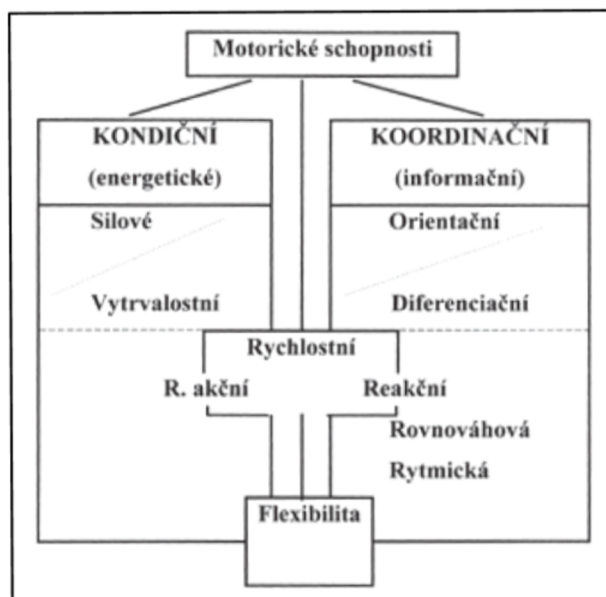 Motorické schopnosti
KONDIČNÍ
(energetické)
KOORDINAČNÍ
(informační)
Silové
Orientační
Vytrvalostní
Diferenciační
Rychlostní
R. akční
Reakční
Rovnováhová
Rytmická
Flexibilita